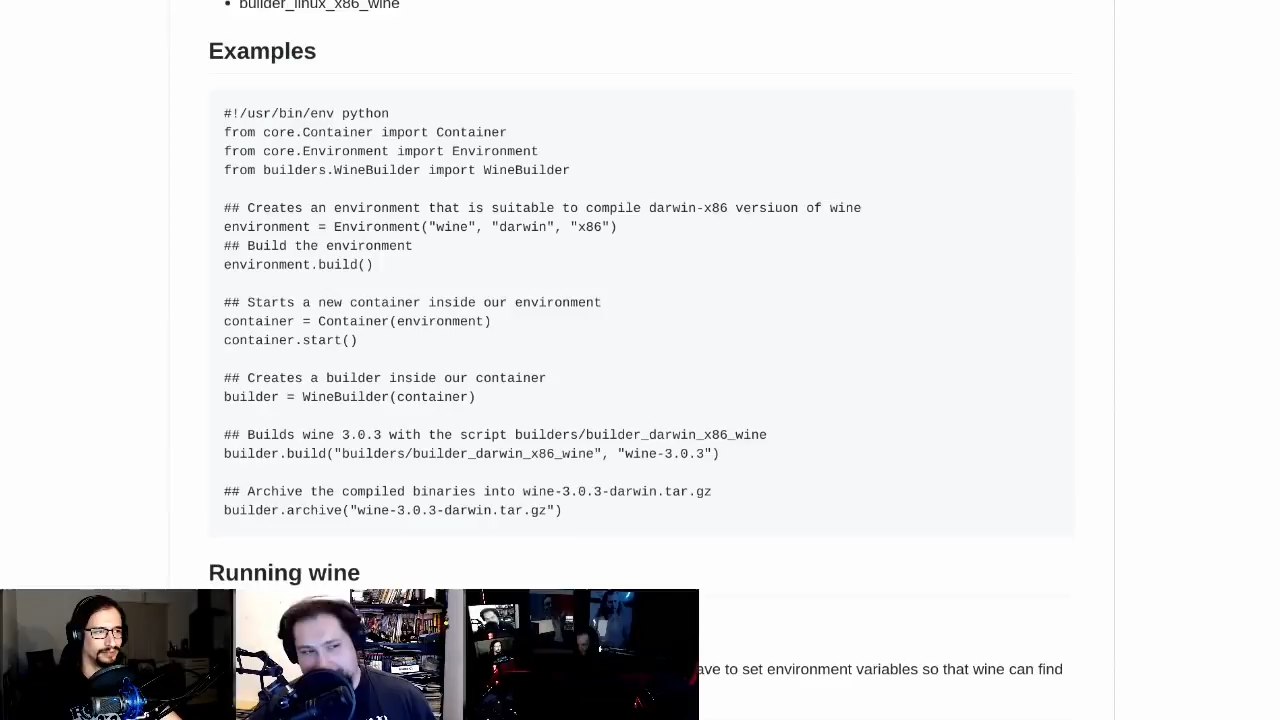 builder_linux_x86_wine
Examples
#!/usr/bin/env python
from core.Container import Container
from core.Environment import Environment
from builders.WineBuilder import WineBuilder
## Creates an environment that is suitable to compile darwin-x86 versiuon of wine
environment = Environment("wine", "darwin", "x86")
## Build the environment
environment.build()
## Starts a new container inside our environment
container = Container(environment)
container.start()
## Creates a builder inside our container
builder = WineBuilder(container)
## Builds wine 3.0.3 with the script builders/builder_darwin_x86_wine
builder.build("builders/builder_darwin_x86_wine", "wine-3.0.3")
## Archive the compiled binaries into wine-3.0.3-darwin.tar.gz
builder.archive("wine-3.0.3-darwin.tar.gz")
Running wine
to set environment variables so that wine can find